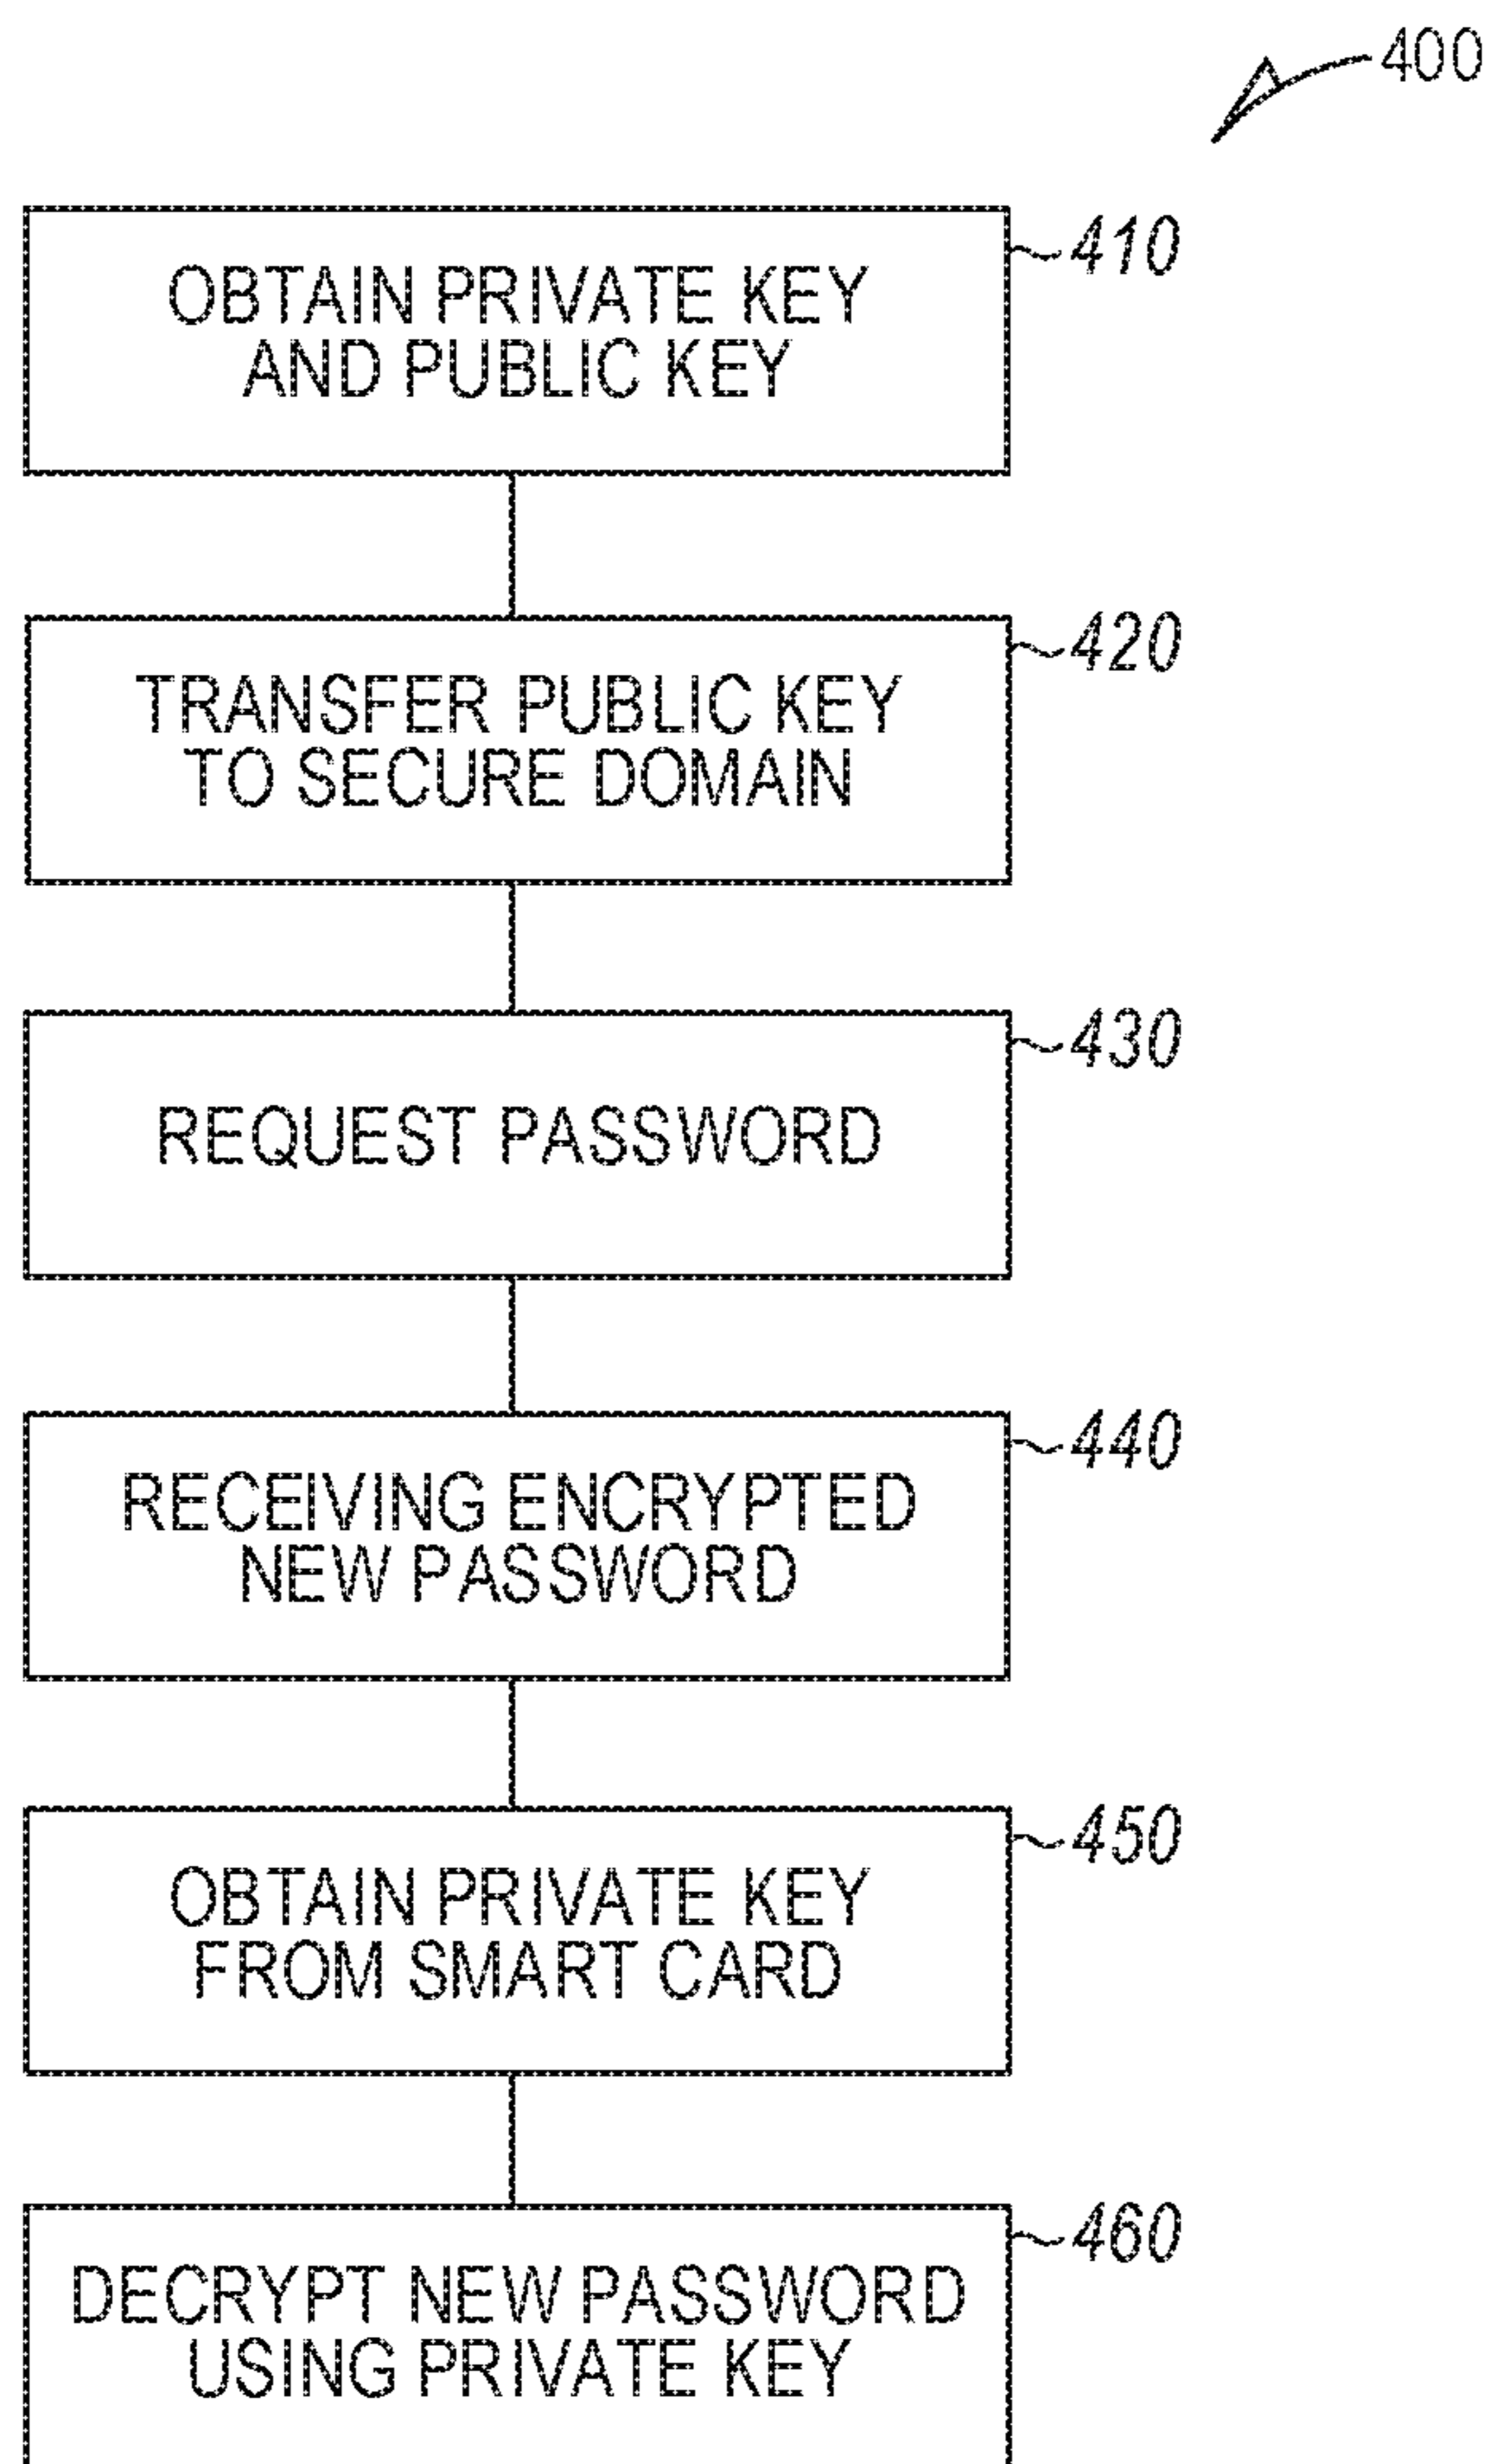 400
OBTAIN PRIVATE KEY
AND PUBLIC KEY
410
TRANSFER PUBLIC KEY
TO SECURE DOMAIN
420
REQUEST PASSWORD
430
RECEIVING ENCRYPTED
NEW PASSWORD
440
OBTAIN PRIVATE KEY
FROM SMART CARD
450
DECRYPT NEW PASSWORD
USING PRIVATE KEY
460